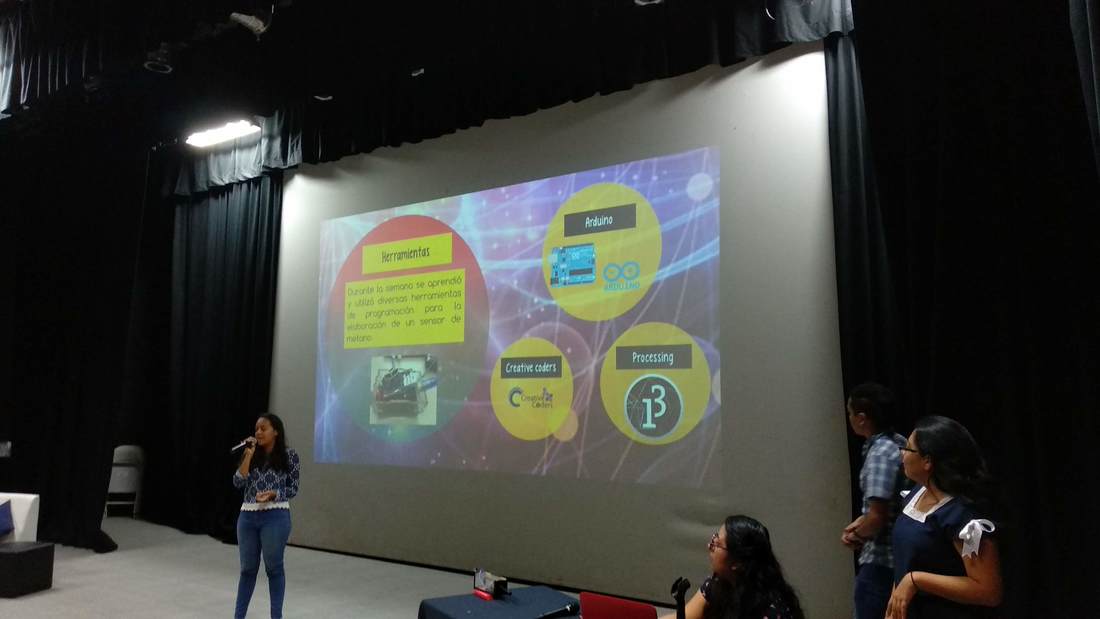 Herramientas
Durante la semana se aprendió
y utilizó diversas herramientas
de programación para la
elaboración de un sensor de
metano
Arduino
ARDUINO
Creative coders
Creative
Coders
Processing
13